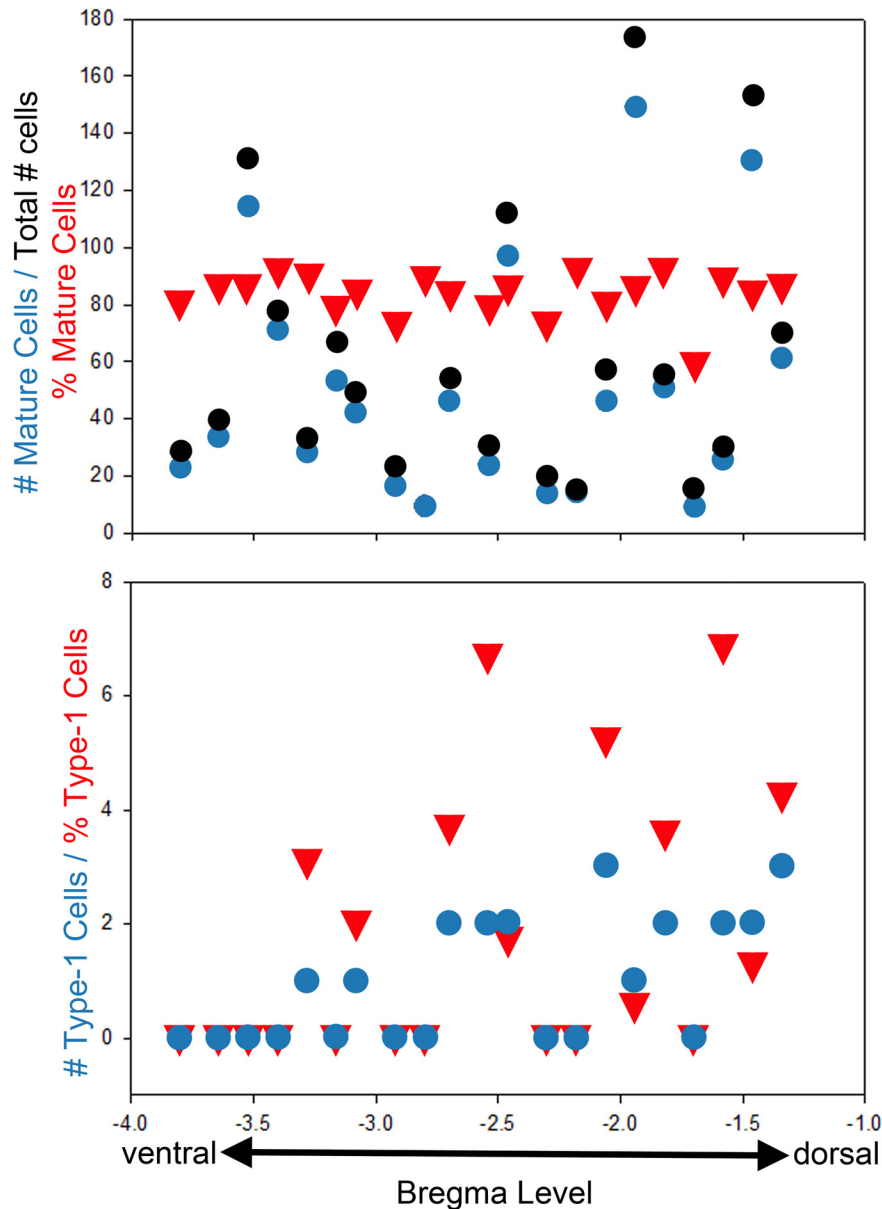 # Mature Cells / Total # cells
% Mature Cells
180
160
140
120
100
80
60
40
20
0
# Type-1 Cells / % Type-1 Cells
8
6
4
2
0
-4.0 -3.5 -3.0 -2.5 -2.0 -1.5 -1.0
ventral dorsal
Bregma Level